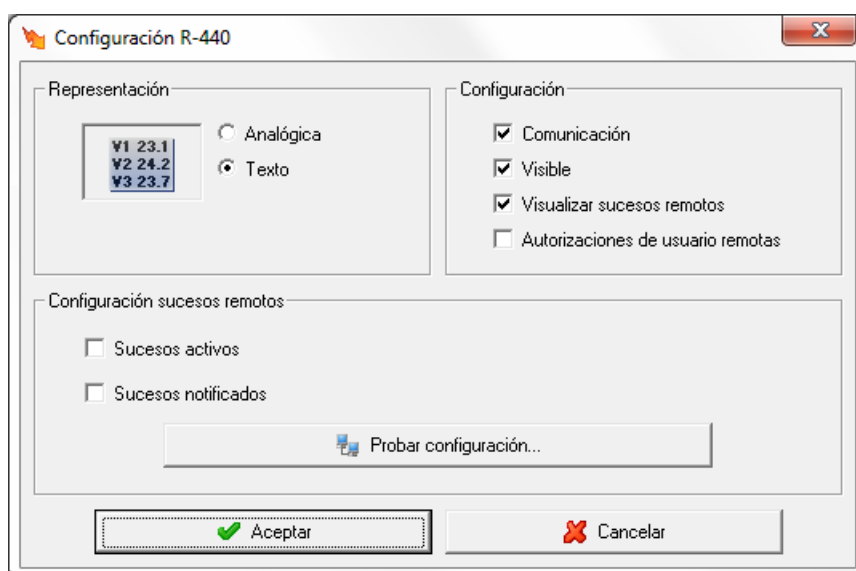 Configuración R-440
Representación
V1 23.1
V2 24.2
V3 23.7
Analógica
Texto
Configuración
Comunicación
Visible
Visualizar sucesos remotos
Autorizaciones de usuario remotas
Configuración sucesos remotos
Sucesos activos
Sucesos notificados
Probar configuración...
Aceptar
Cancelar